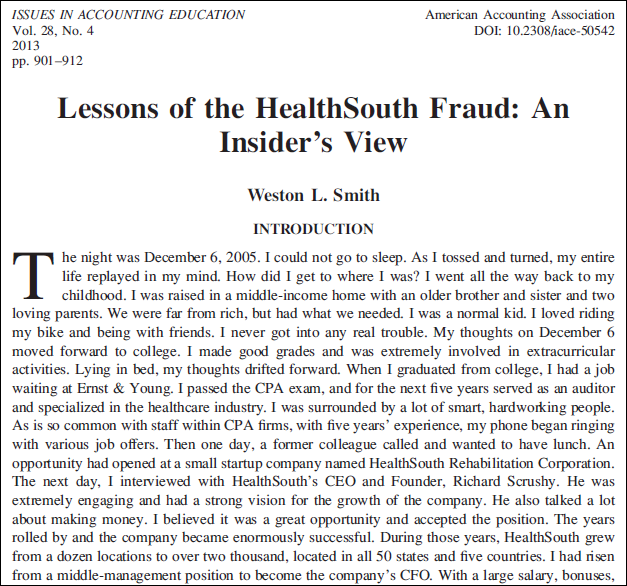 ISSUES IN ACCOUNTING EDUCATION
American Accounting Association
Vol. 28, No. 4
DOI: 10.2308/iace-50542
2013
pp. 901–912
Lessons of the HealthSouth Fraud: An
Insider's View
Weston L. Smith
INTRODUCTION
The night was December 6, 2005. I could not go to sleep. As I tossed and turned, my entire
life replayed in my mind. How did I get to where I was? I went all the way back to my
childhood. I was raised in a middle-income home with an older brother and sister and two
loving parents. We were far from rich, but had what we needed. I was a normal kid. I loved riding
my bike and being with friends. I never got into any real trouble. My thoughts on December 6
moved forward to college. I made good grades and was extremely involved in extracurricular
activities. Lying in bed, my thoughts drifted forward. When I graduated from college, I had a job
waiting at Ernst & Young. I passed the CPA exam, and for the next five years served as an auditor
and specialized in the healthcare industry. I was surrounded by a lot of smart, hardworking people.
As is so common with staff within CPA firms, with five years' experience, my phone began ringing
with various job offers. Then one day, a former colleague called and wanted to have lunch. An
opportunity had opened at a small startup company named HealthSouth Rehabilitation Corporation.
The next day, I interviewed with HealthSouth's CEO and Founder, Richard Scrushy. He was
extremely engaging and had a strong vision for the growth of the company. He also talked a lot
about making money. I believed it was a great opportunity and accepted the position. The years
rolled by and the company became enormously successful. During those years, HealthSouth grew
from a dozen locations to over two thousand, located in all 50 states and five countries. I had risen
from a middle-management position to become the company's CFO. With a large salary, bonuses,